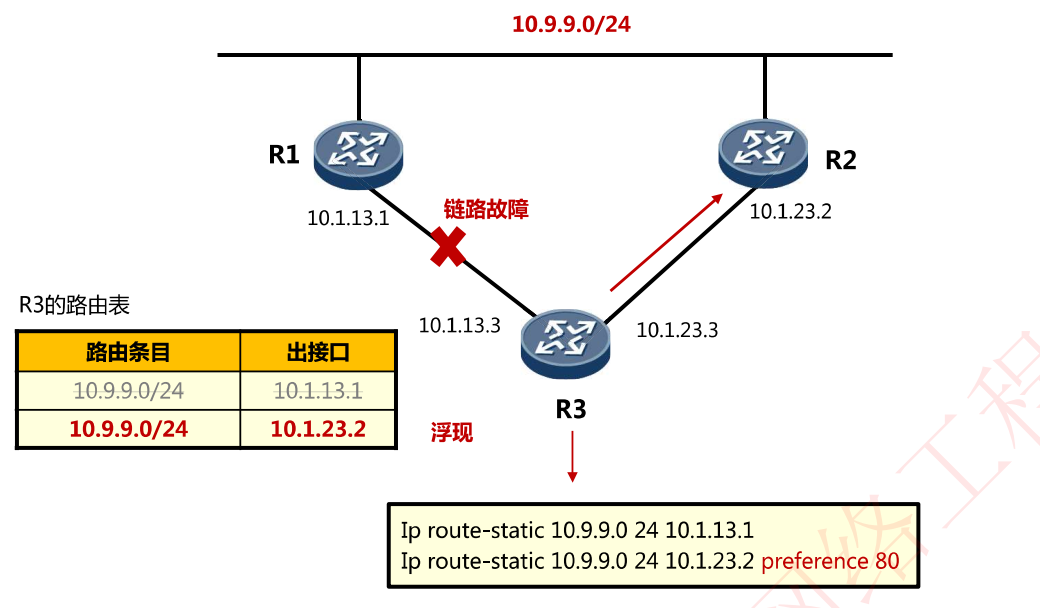 10.9.9.0/24
R1
R2
10.1.13.1
链路故障
10.1.23.2
R3的路由表
10.1.13.3
10.1.23.3
路由条目 出接口
10.9.9.0/24 10.1.13.1
10.9.9.0/24 10.1.23.2
浮现
R3
Ip route-static 10.9.9.0 24 10.1.13.1
Ip route-static 10.9.9.0 24 10.1.23.2 preference 80
网络工程